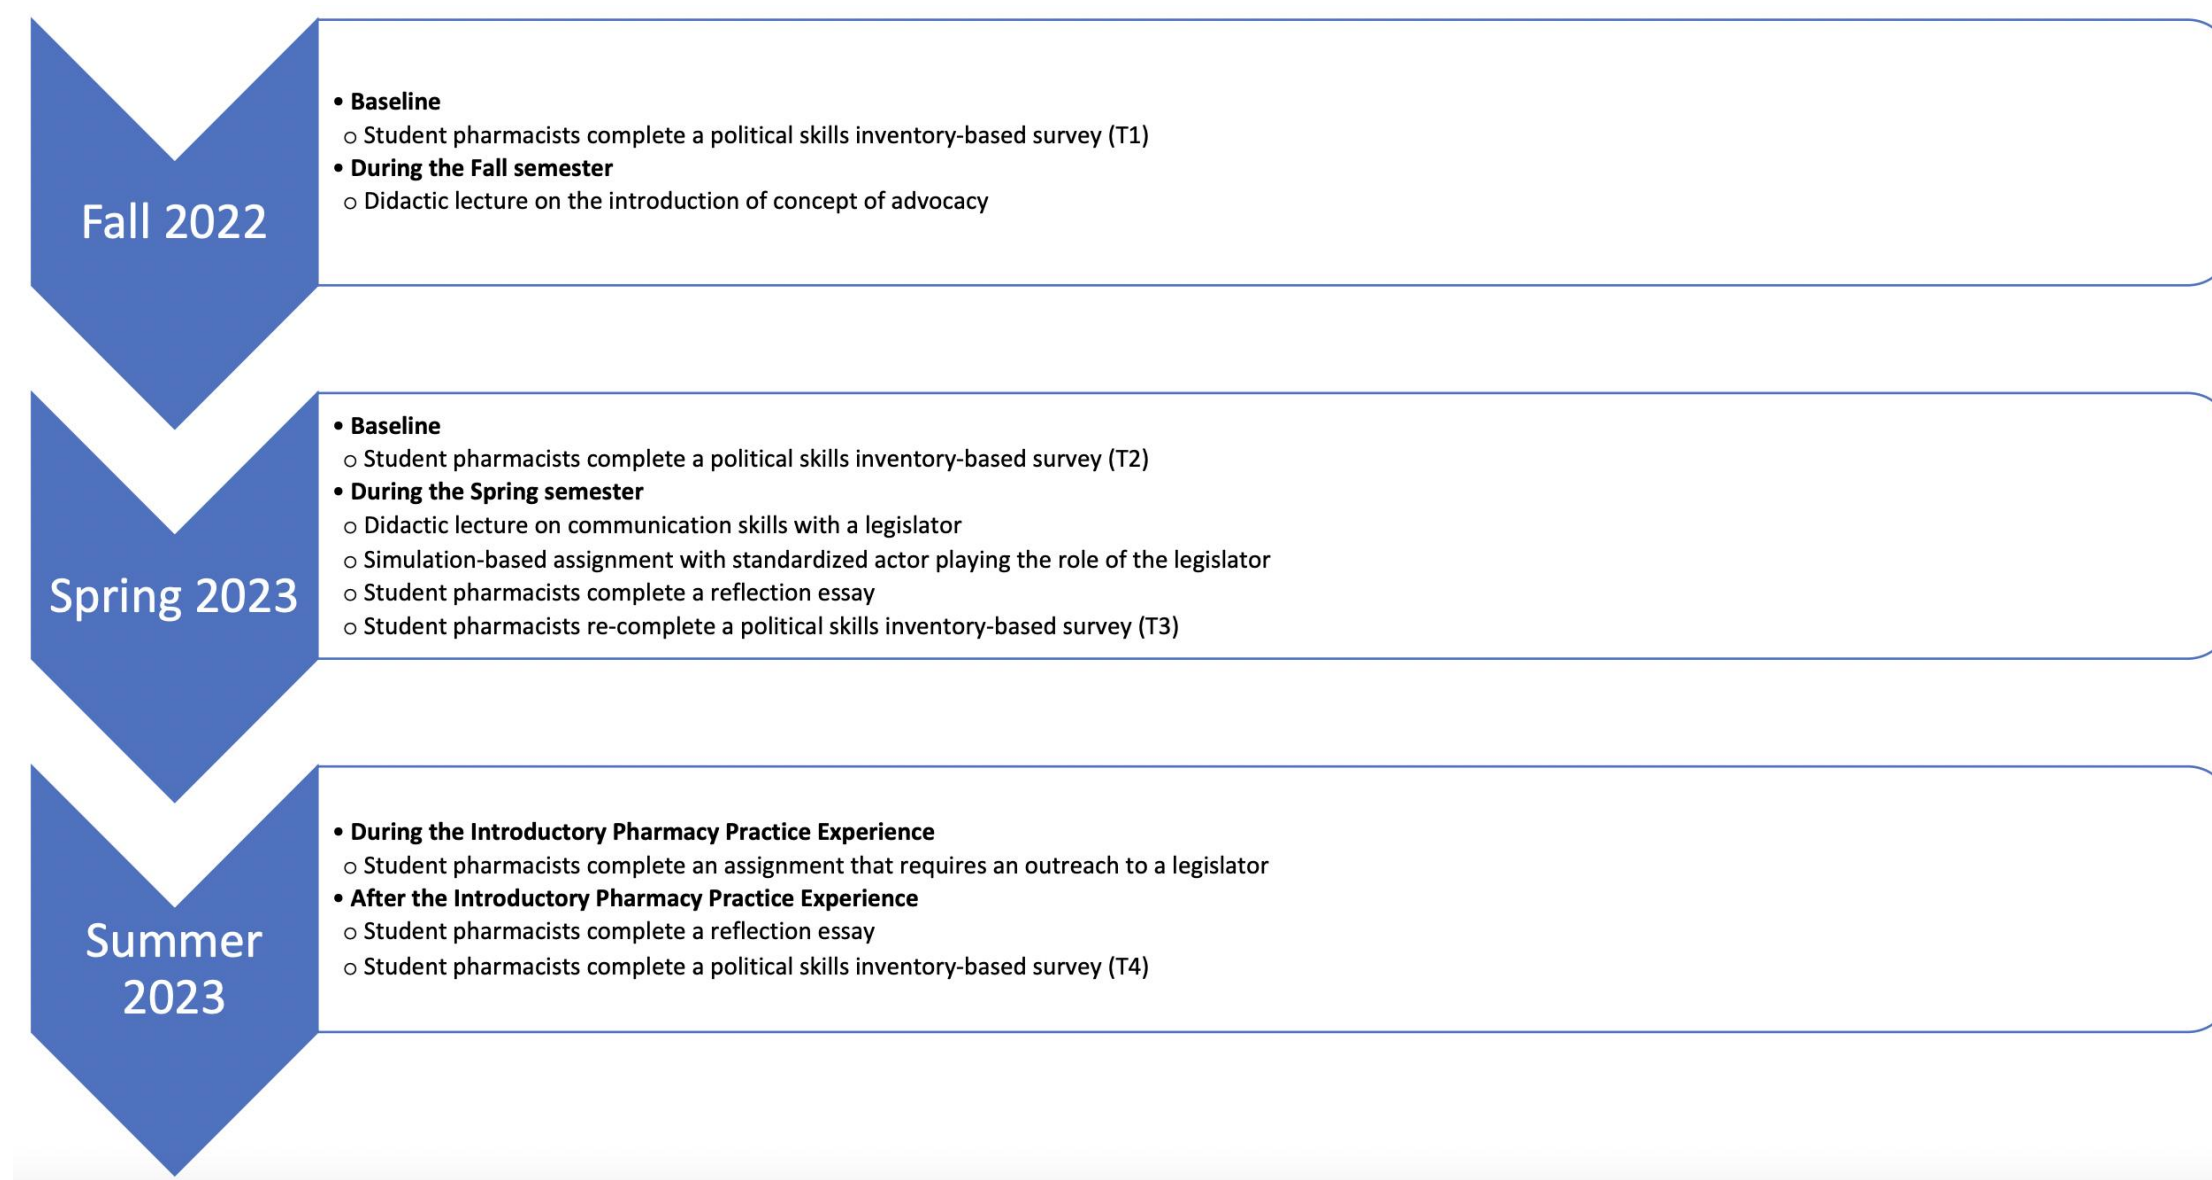 Fall 2022
• Baseline
o Student pharmacists complete a political skills inventory-based survey (T1)
• During the Fall semester
o Didactic lecture on the introduction of concept of advocacy
Spring 2023
• Baseline
o Student pharmacists complete a political skills inventory-based survey (T2)
• During the Spring semester
o Didactic lecture on communication skills with a legislator
o Simulation-based assignment with standardized actor playing the role of the legislator
o Student pharmacists complete a reflection essay
o Student pharmacists re-complete a political skills inventory-based survey (T3)
Summer
2023
• During the Introductory Pharmacy Practice Experience
o Student pharmacists complete an assignment that requires an outreach to a legislator
• After the Introductory Pharmacy Practice Experience
o Student pharmacists complete a reflection essay
o Student pharmacists complete a political skills inventory-based survey (T4)